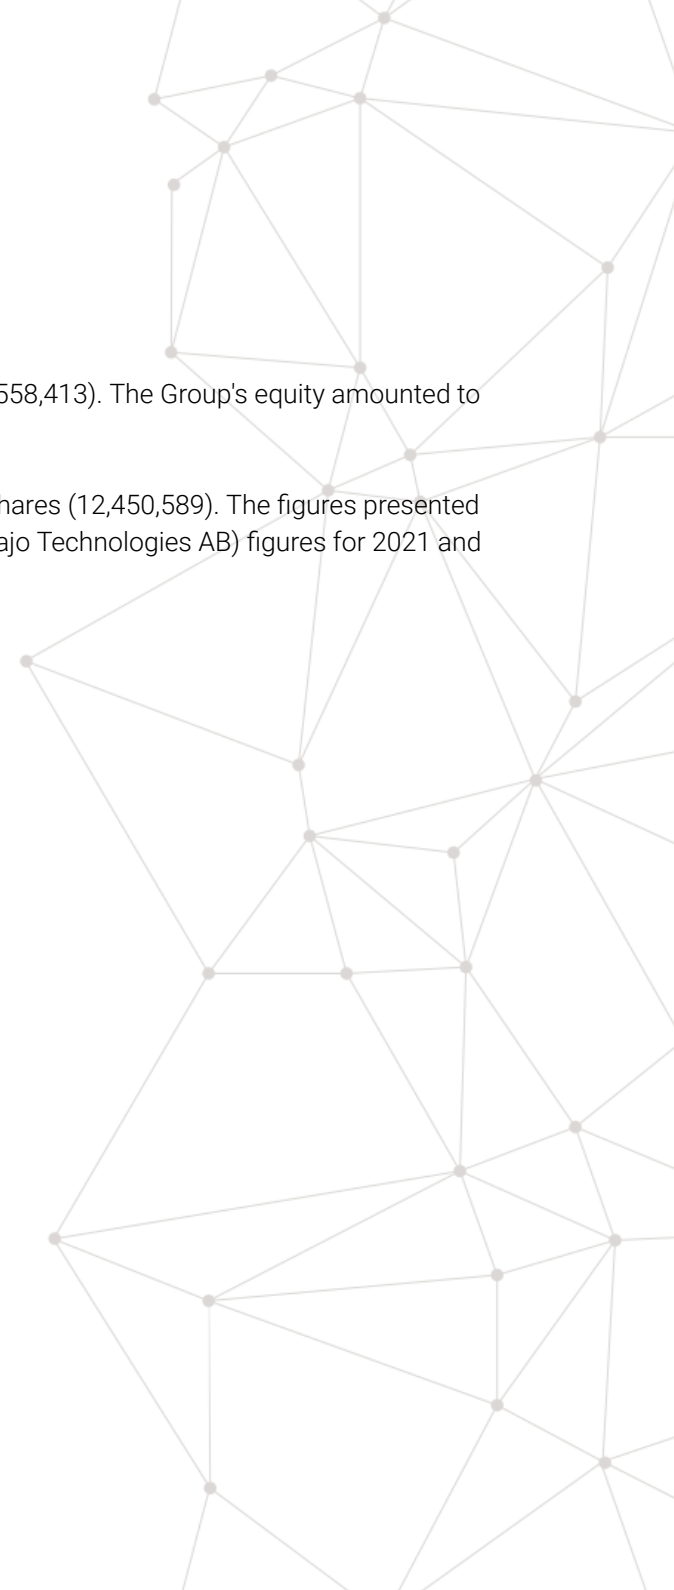 558,413). The Group's equity amounted to
hares (12,450,589). The figures presented
ajo Technologies AB) figures for 2021 and